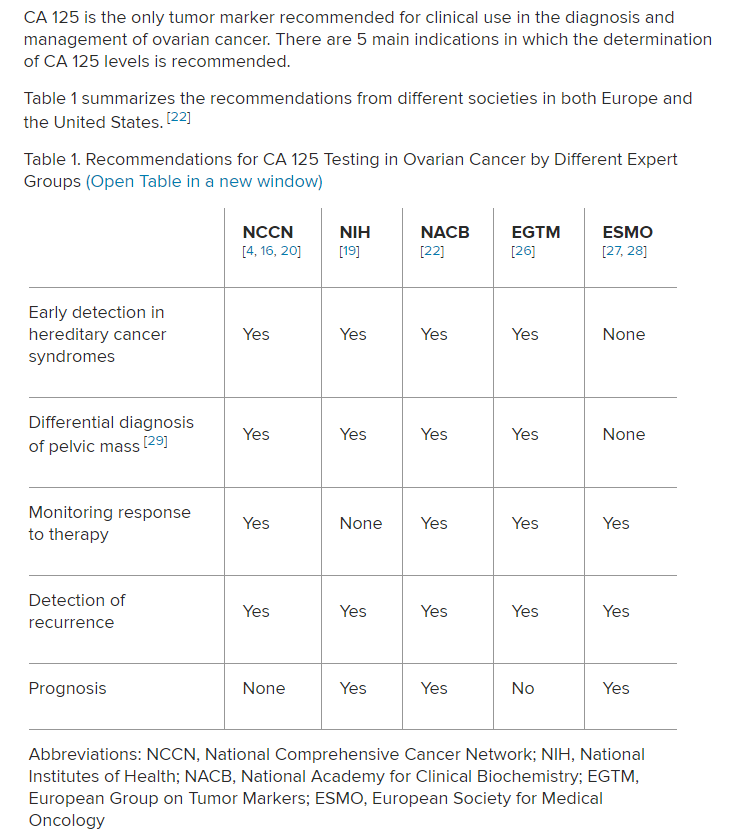 CA 125 is the only tumor marker recommended for clinical use in the diagnosis and
management of ovarian cancer. There are 5 main indications in which the determination
of CA 125 levels is recommended.
Table 1 summarizes the recommendations from different societies in both Europe and
the United States. [22]
Table 1. Recommendations for CA 125 Testing in Ovarian Cancer by Different Expert
Groups (Open Table in a new window)
NCCN NIH NACB EGTM ESMO
[4, 16, 20] [19] [22] [26] [27, 28]
Early detection in
hereditary cancer Yes Yes Yes Yes None
syndromes
Differential diagnosis
of pelvic mass [29] Yes Yes Yes Yes None
Monitoring response
to therapy Yes None Yes Yes Yes
Detection of
recurrence Yes Yes Yes Yes Yes
Prognosis None Yes Yes No Yes
Abbreviations: NCCN, National Comprehensive Cancer Network; NIH, National
Institutes of Health; NACB, National Academy for Clinical Biochemistry; EGTM,
European Group on Tumor Markers; ESMO, European Society for Medical
Oncology